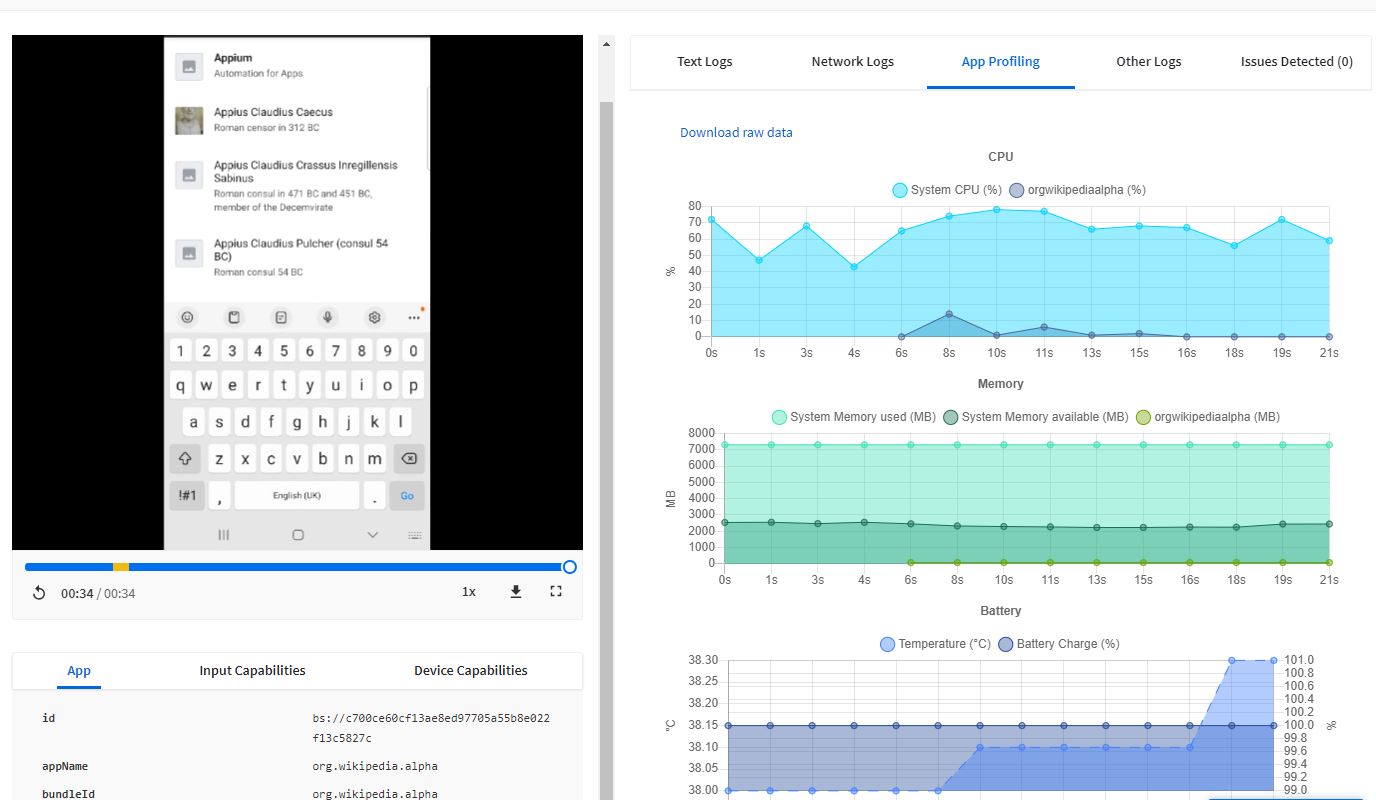 Appium
Automation for Apps
Appius Claudius Caecus
Roman censor in 312 BC
Appius Claudius Crassus Inregillensis
Sabinus
Roman consul in 471 BC and 451 BC,
member of the Decemvirate
Appius Claudius Pulcher (consul 54
BC)
Roman consul 54 BC
1 2 3 4 5 6 7 8 9 0
q w e r t y u i o p
a s d f g h j k l
z x c v b n m
!#1 , English (UK) . Go
00:34 / 00:34
1x
App Input Capabilities Device Capabilities
id bs://c700ce60cf13ae8ed97705a55b8e022
f13c5827c
appName org.wikipedia.alpha
bundleId org.wikipedia.alpha
Text Logs Network Logs App Profiling Other Logs Issues Detected (0)
Download raw data
CPU
System CPU (%) orgwikipediaalpha (%)
80
70
60
50
40
30
20
10
0
%
0s 1s 3s 4s 6s 8s 10s 11s 13s 15s 16s 18s 19s 21s
Memory
System Memory used (MB) System Memory available (MB) orgwikipediaalpha (MB)
8000
7000
6000
5000
4000
3000
2000
1000
0
MB
0s 1s 3s 4s 6s 8s 10s 11s 13s 15s 16s 18s 19s 21s
Battery
Temperature (°C) Battery Charge (%)
38.30
38.25
38.20
38.15
38.10
38.05
38.00
°C
101.0
100.8
100.6
100.4
100.2
100.0
99.8
99.6
99.4
99.2
99.0
%